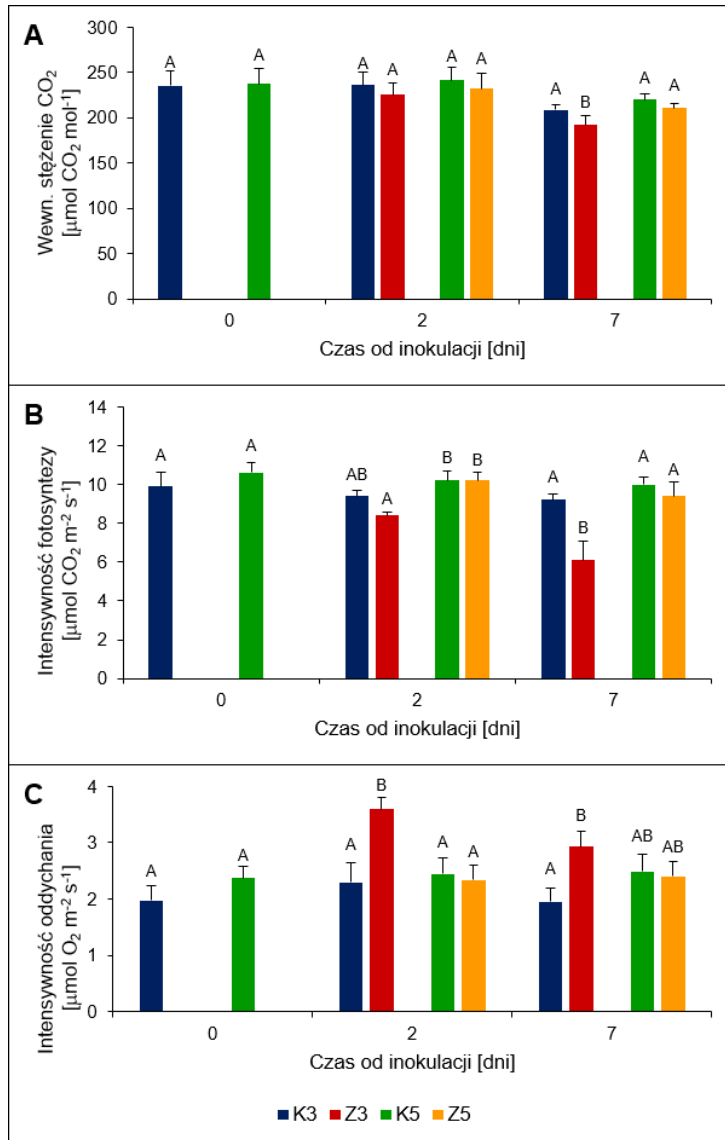 A
Wewn. stężenie CO₂
[µmol CO₂ mol⁻¹]
300
250
200
150
100
50
0
A A A A A A A B A A
0 2 7
Czas od inokulacji [dni]
B
Intensywność fotosyntezy
[µmol CO₂ m⁻² s⁻¹]
14
12
10
8
6
4
2
0
A A AB A B B A B A A
0 2 7
Czas od inokulacji [dni]
C
Intensywność oddychania
[µmol O₂ m⁻² s⁻¹]
4
3
2
1
0
A A A B A A A B AB AB
0 2 7
Czas od inokulacji [dni]
K3 Z3 K5 Z5